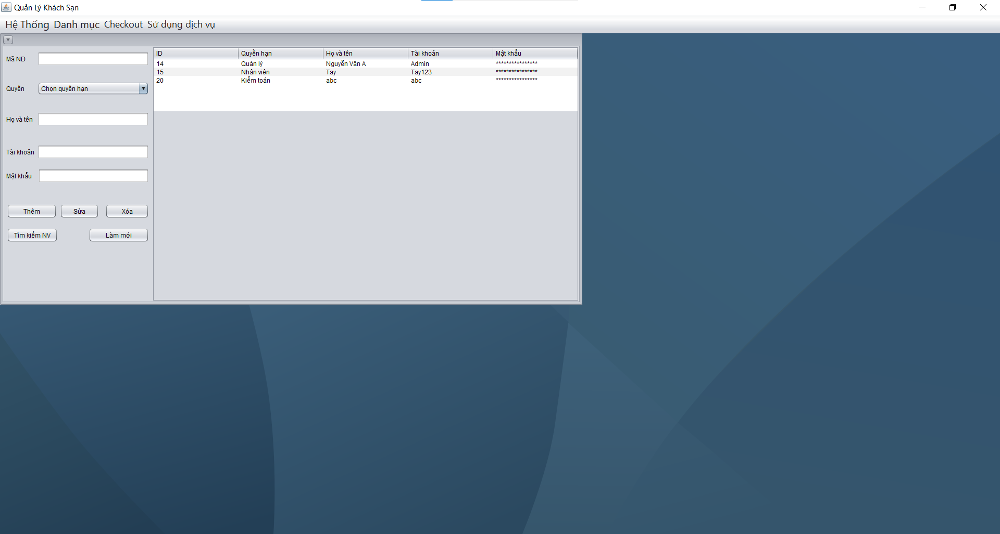 Quản Lý Khách Sạn
Hệ Thống Danh mục Checkout Sử dụng dịch vụ
Mã ND
Quyền Chọn quyền hạn
Họ và tên
Tài khoản
Mật khẩu
Thêm Sửa Xóa
Tìm kiếm NV Làm mới
ID Quyền hạn Họ và tên Tài khoản Mật khẩu
14 Quản lý Nguyễn Văn A Admin ****************
15 Nhân viên Tay Tay123 ****************
20 Kiểm toán abc abc ****************